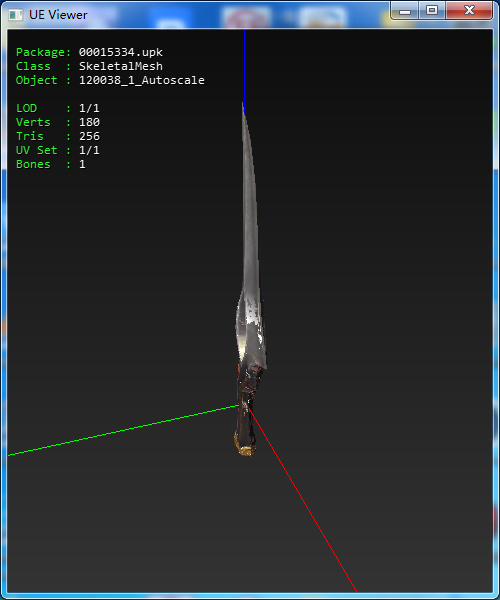 UE Viewer
Package: 00015334.upk
Class  : SkeletalMesh
Object : 120038_1_Autoscale
LOD    : 1/1
Verts  : 180
Tris   : 256
UV Set : 1/1
Bones  : 1